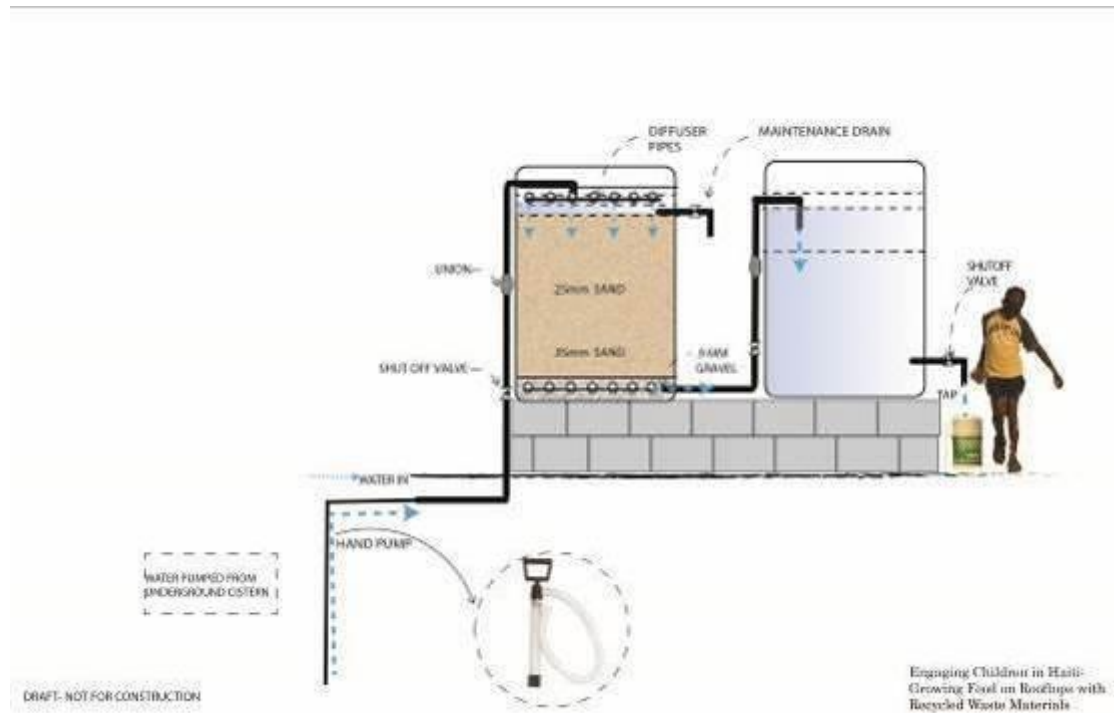 DIFFUSER
PIPES
MAINTENANCE DRAIN
UNION
SHUTOFF
VALVE
25mm SAND
35mm SAND
9 MM
GRAVEL
SHUT OFF VALVE
TAP
WATER IN
HAND PUMP
WATER PUMPED FROM
UNDERGROUND CISTERN
DRAFT- NOT FOR CONSTRUCTION
Engaging Children in Haiti-
Growing Food on Rooftops with
Recycled Waste Materials